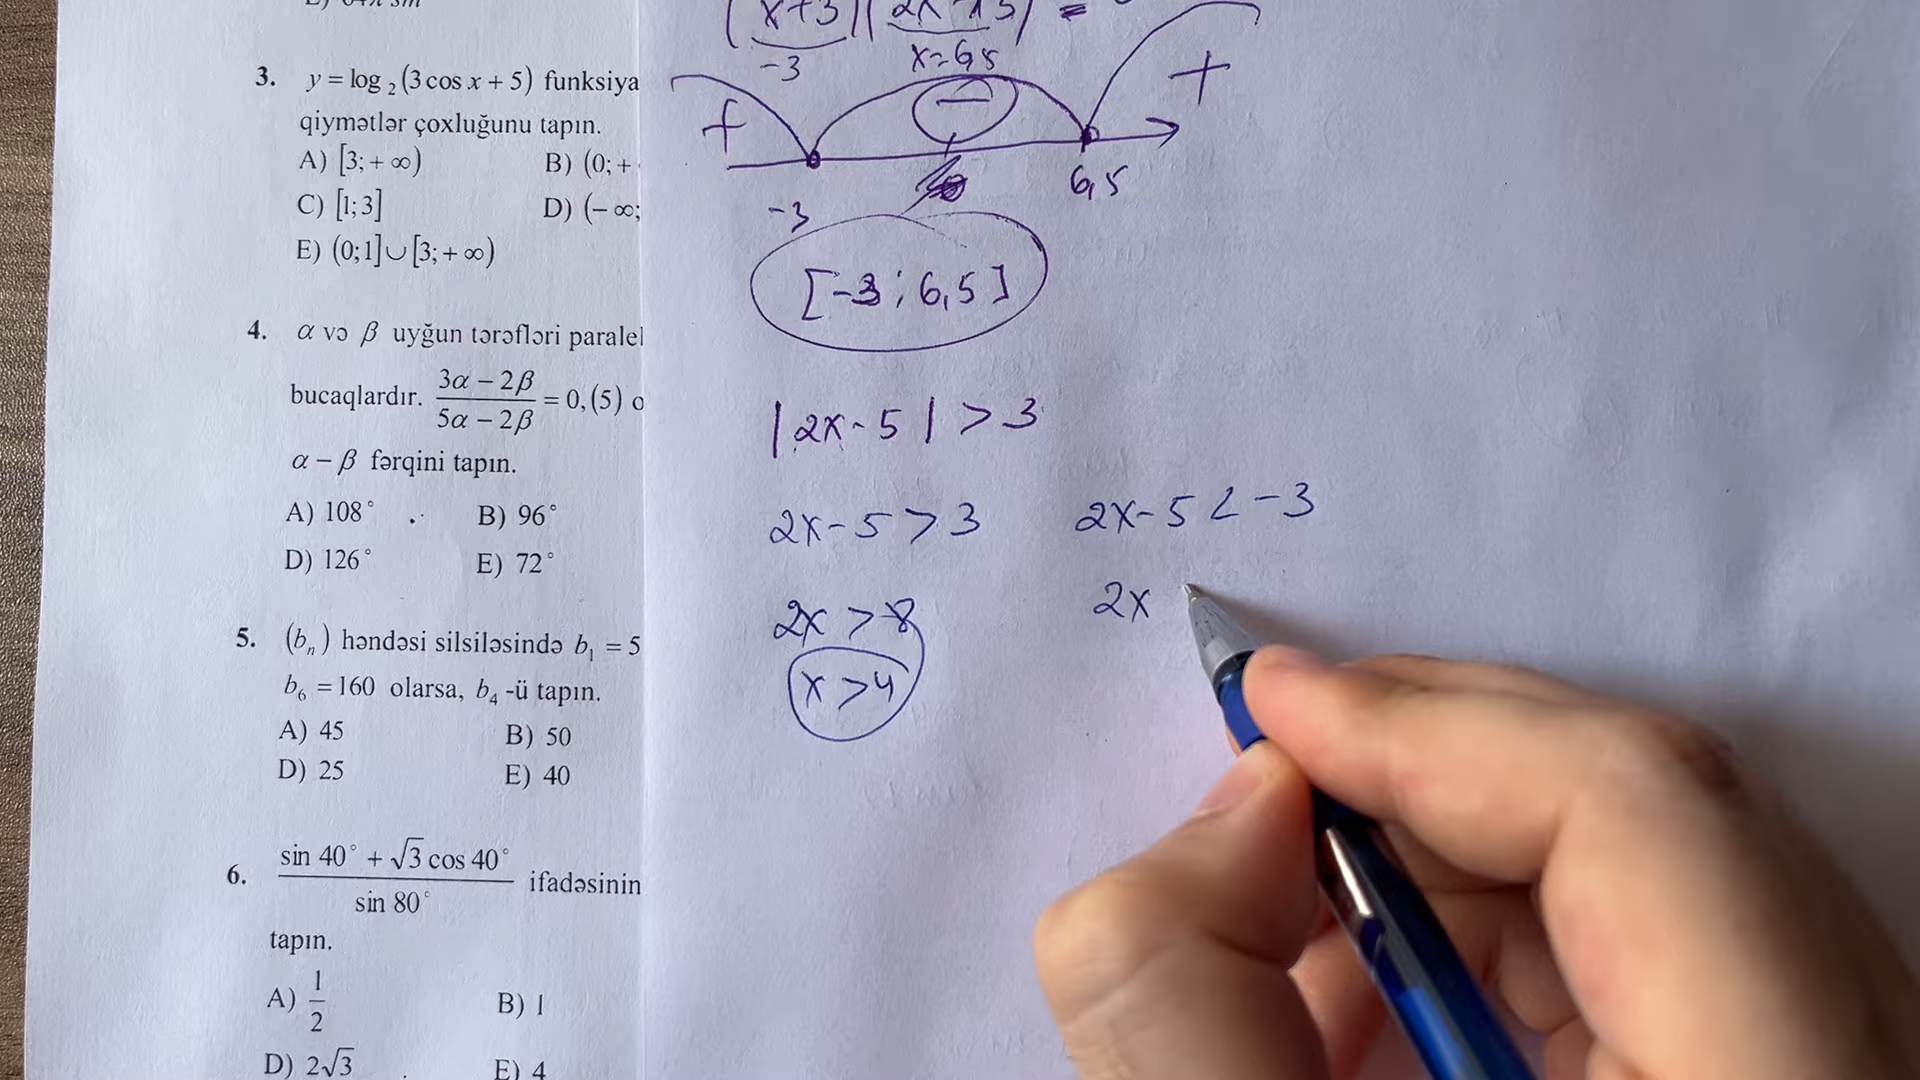 3. y = log₂(3 cos x + 5) funksiya
qiymətlər çoxluğunu tapın.
A) [3; + ∞) B) (0; +
C) [1; 3] D) (− ∞;
E) (0; 1] ∪ [3; + ∞)
4. α və β uyğun tərəfləri paralel
bucaqlardır. (3α − 2β)/(5α − 2β) = 0,(5)
α − β fərqini tapın.
A) 108° B) 96°
D) 126° E) 72°
5. (bₙ) həndəsi silsiləsində b₁ = 5
b₆ = 160 olarsa, b₄ -ü tapın.
A) 45 B) 50
D) 25 E) 40
6. (sin 40° + √3 cos 40°)/(sin 80°) ifadəsinin
tapın.
A) 1/2 B) 1
D) 2√3 E) 4
-3 x=6,5
+ − +
-3 6,5
[-3; 6,5]
|2x-5| > 3
2x-5 > 3 2x-5 < -3
2x > 8 2x
x > 4